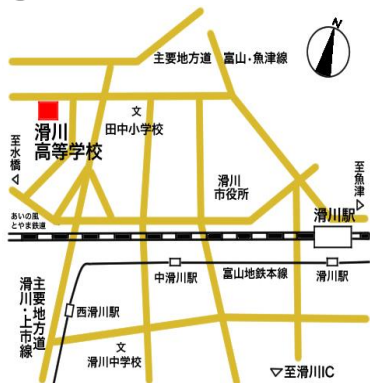 N
主要地方道 富山・魚津線
文
田中小学校
滑川
高等学校
至水橋
滑川
市役所
至魚津
あいの風
とやま鉄道
滑川駅
主要地方道
滑川・上市線
中滑川駅
富山地鉄本線
滑川駅
西滑川駅
文
滑川中学校
▽至滑川IC